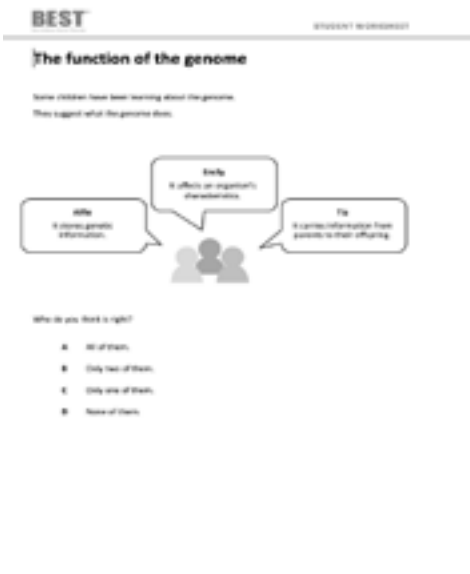 BEST
STUDENT WORKSHEET
The function of the genome
Some children have been learning about the genome.
They suggest what the genome does.
Emily
It affects an organism's
characteristics.
Alfie
It stores genetic
information.
Tia
It carries information from
parents to their offspring.
Who do you think is right?
A All of them.
B Only two of them.
C Only one of them.
D None of them.